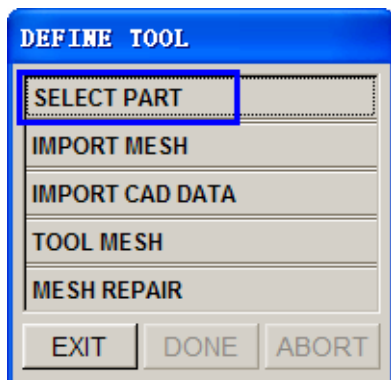 DEFINE TOOL
SELECT PART
IMPORT MESH
IMPORT CAD DATA
TOOL MESH
MESH REPAIR
EXIT DONE ABORT